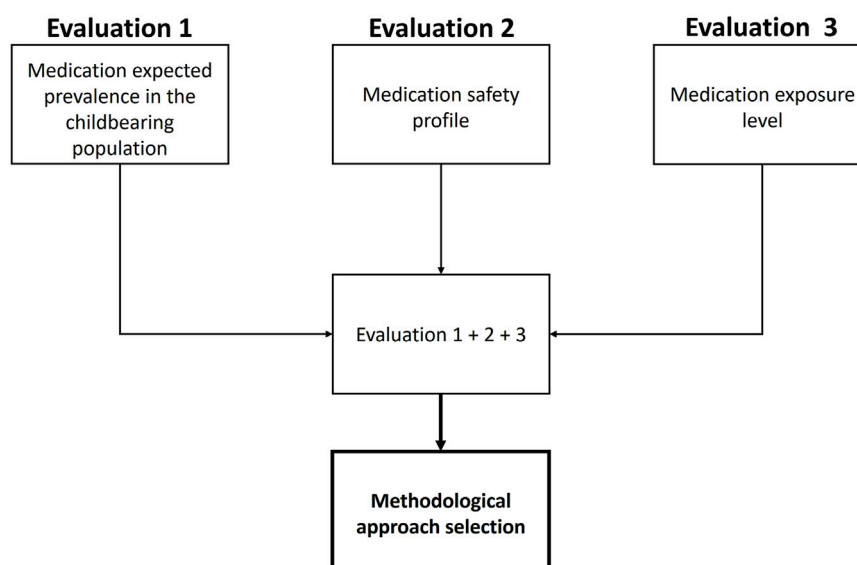 Evaluation 1
Medication expected
prevalence in the
childbearing
population
Evaluation 2
Medication safety
profile
Evaluation 3
Medication exposure
level
Evaluation 1 + 2 + 3
Methodological
approach selection